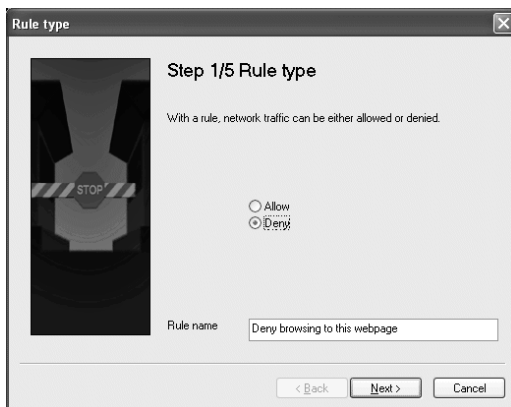 Rule type
Step 1/5 Rule type
With a rule, network traffic can be either allowed or denied.
STOP
Allow
Deny
Rule name
Deny browsing to this webpage
< Back
Next >
Cancel